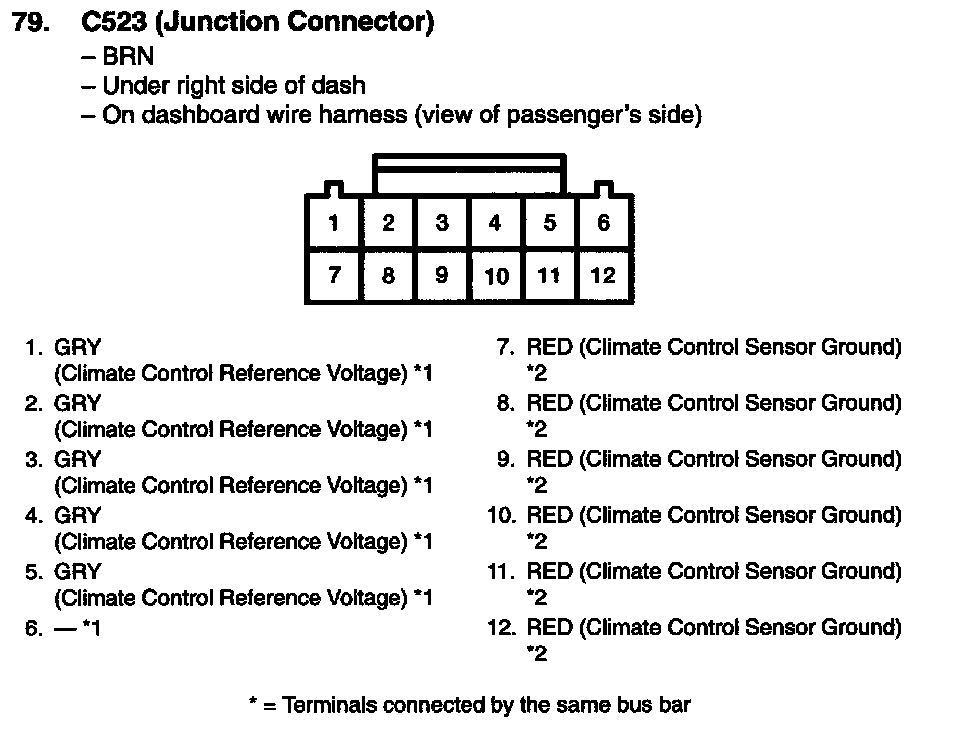 79. C523 (Junction Connector)
– BRN
– Under right side of dash
– On dashboard wire harness (view of passenger's side)
1 2 3 4 5 6
7 8 9 10 11 12
1. GRY
(Climate Control Reference Voltage) *1
2. GRY
(Climate Control Reference Voltage) *1
3. GRY
(Climate Control Reference Voltage) *1
4. GRY
(Climate Control Reference Voltage) *1
5. GRY
(Climate Control Reference Voltage) *1
6. — *1
7. RED (Climate Control Sensor Ground)
*2
8. RED (Climate Control Sensor Ground)
*2
9. RED (Climate Control Sensor Ground)
*2
10. RED (Climate Control Sensor Ground)
*2
11. RED (Climate Control Sensor Ground)
*2
12. RED (Climate Control Sensor Ground)
*2
* = Terminals connected by the same bus bar